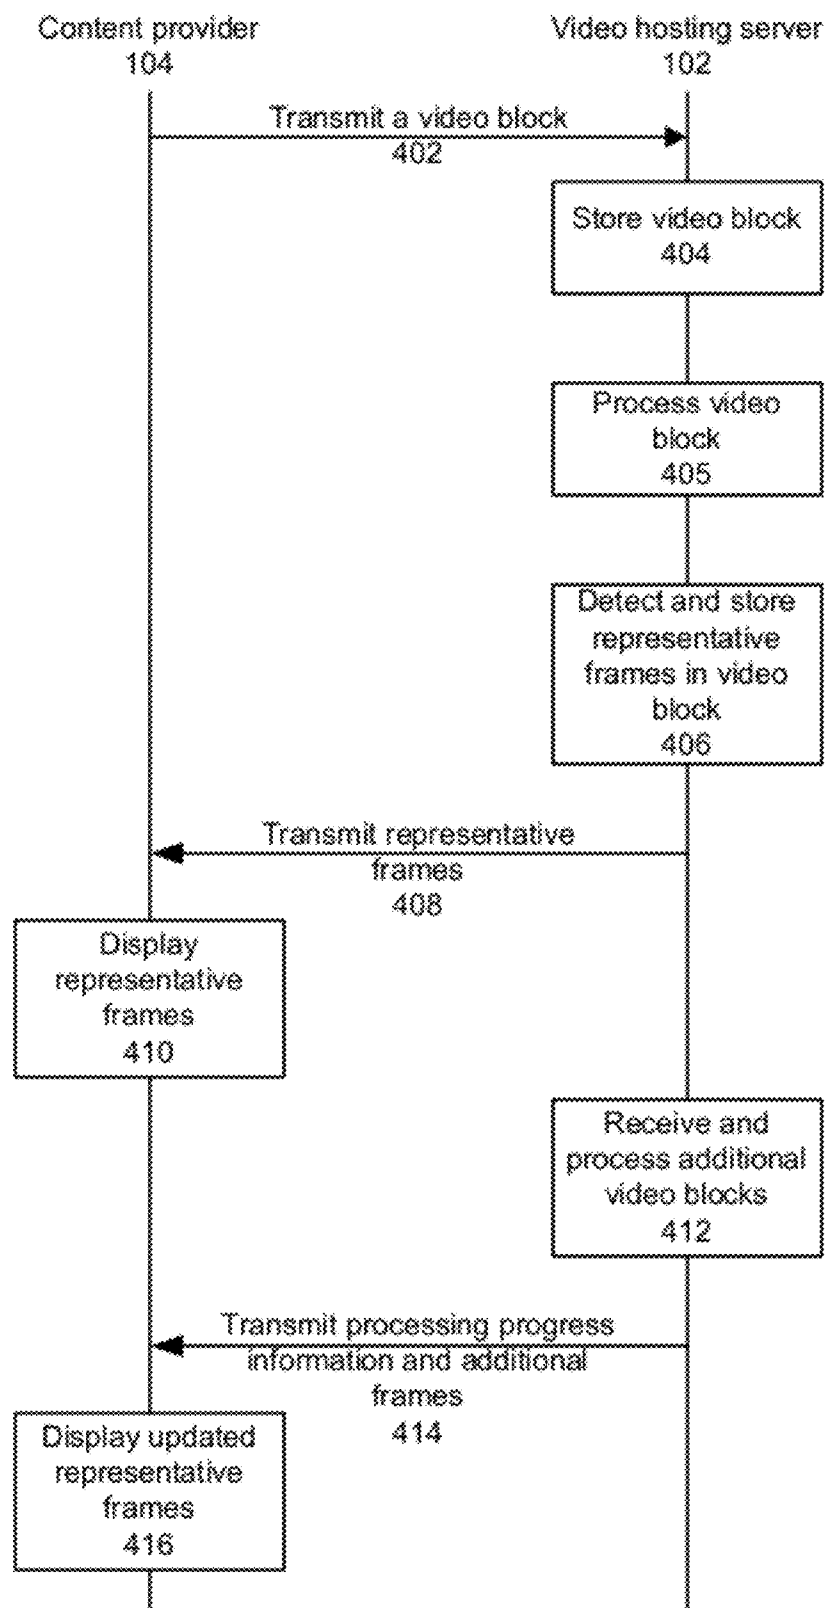 Content provider
104
Video hosting server
102
Transmit a video block
402
Store video block
404
Process video
block
405
Detect and store
representative
frames in video
block
406
Transmit representative
frames
408
Display
representative
frames
410
Receive and
process additional
video blocks
412
Transmit processing progress
information and additional
frames
414
Display updated
representative
frames
416